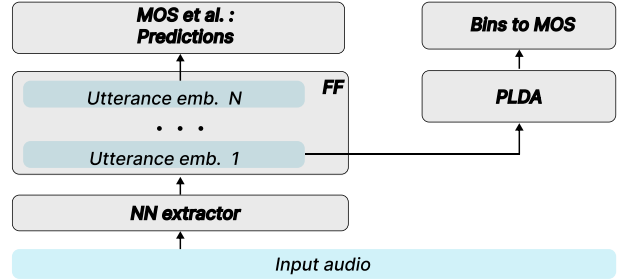 MOS et al. :
Predictions
Bins to MOS
FF
Utterance emb. N
PLDA
. . .
Utterance emb. 1
NN extractor
Input audio